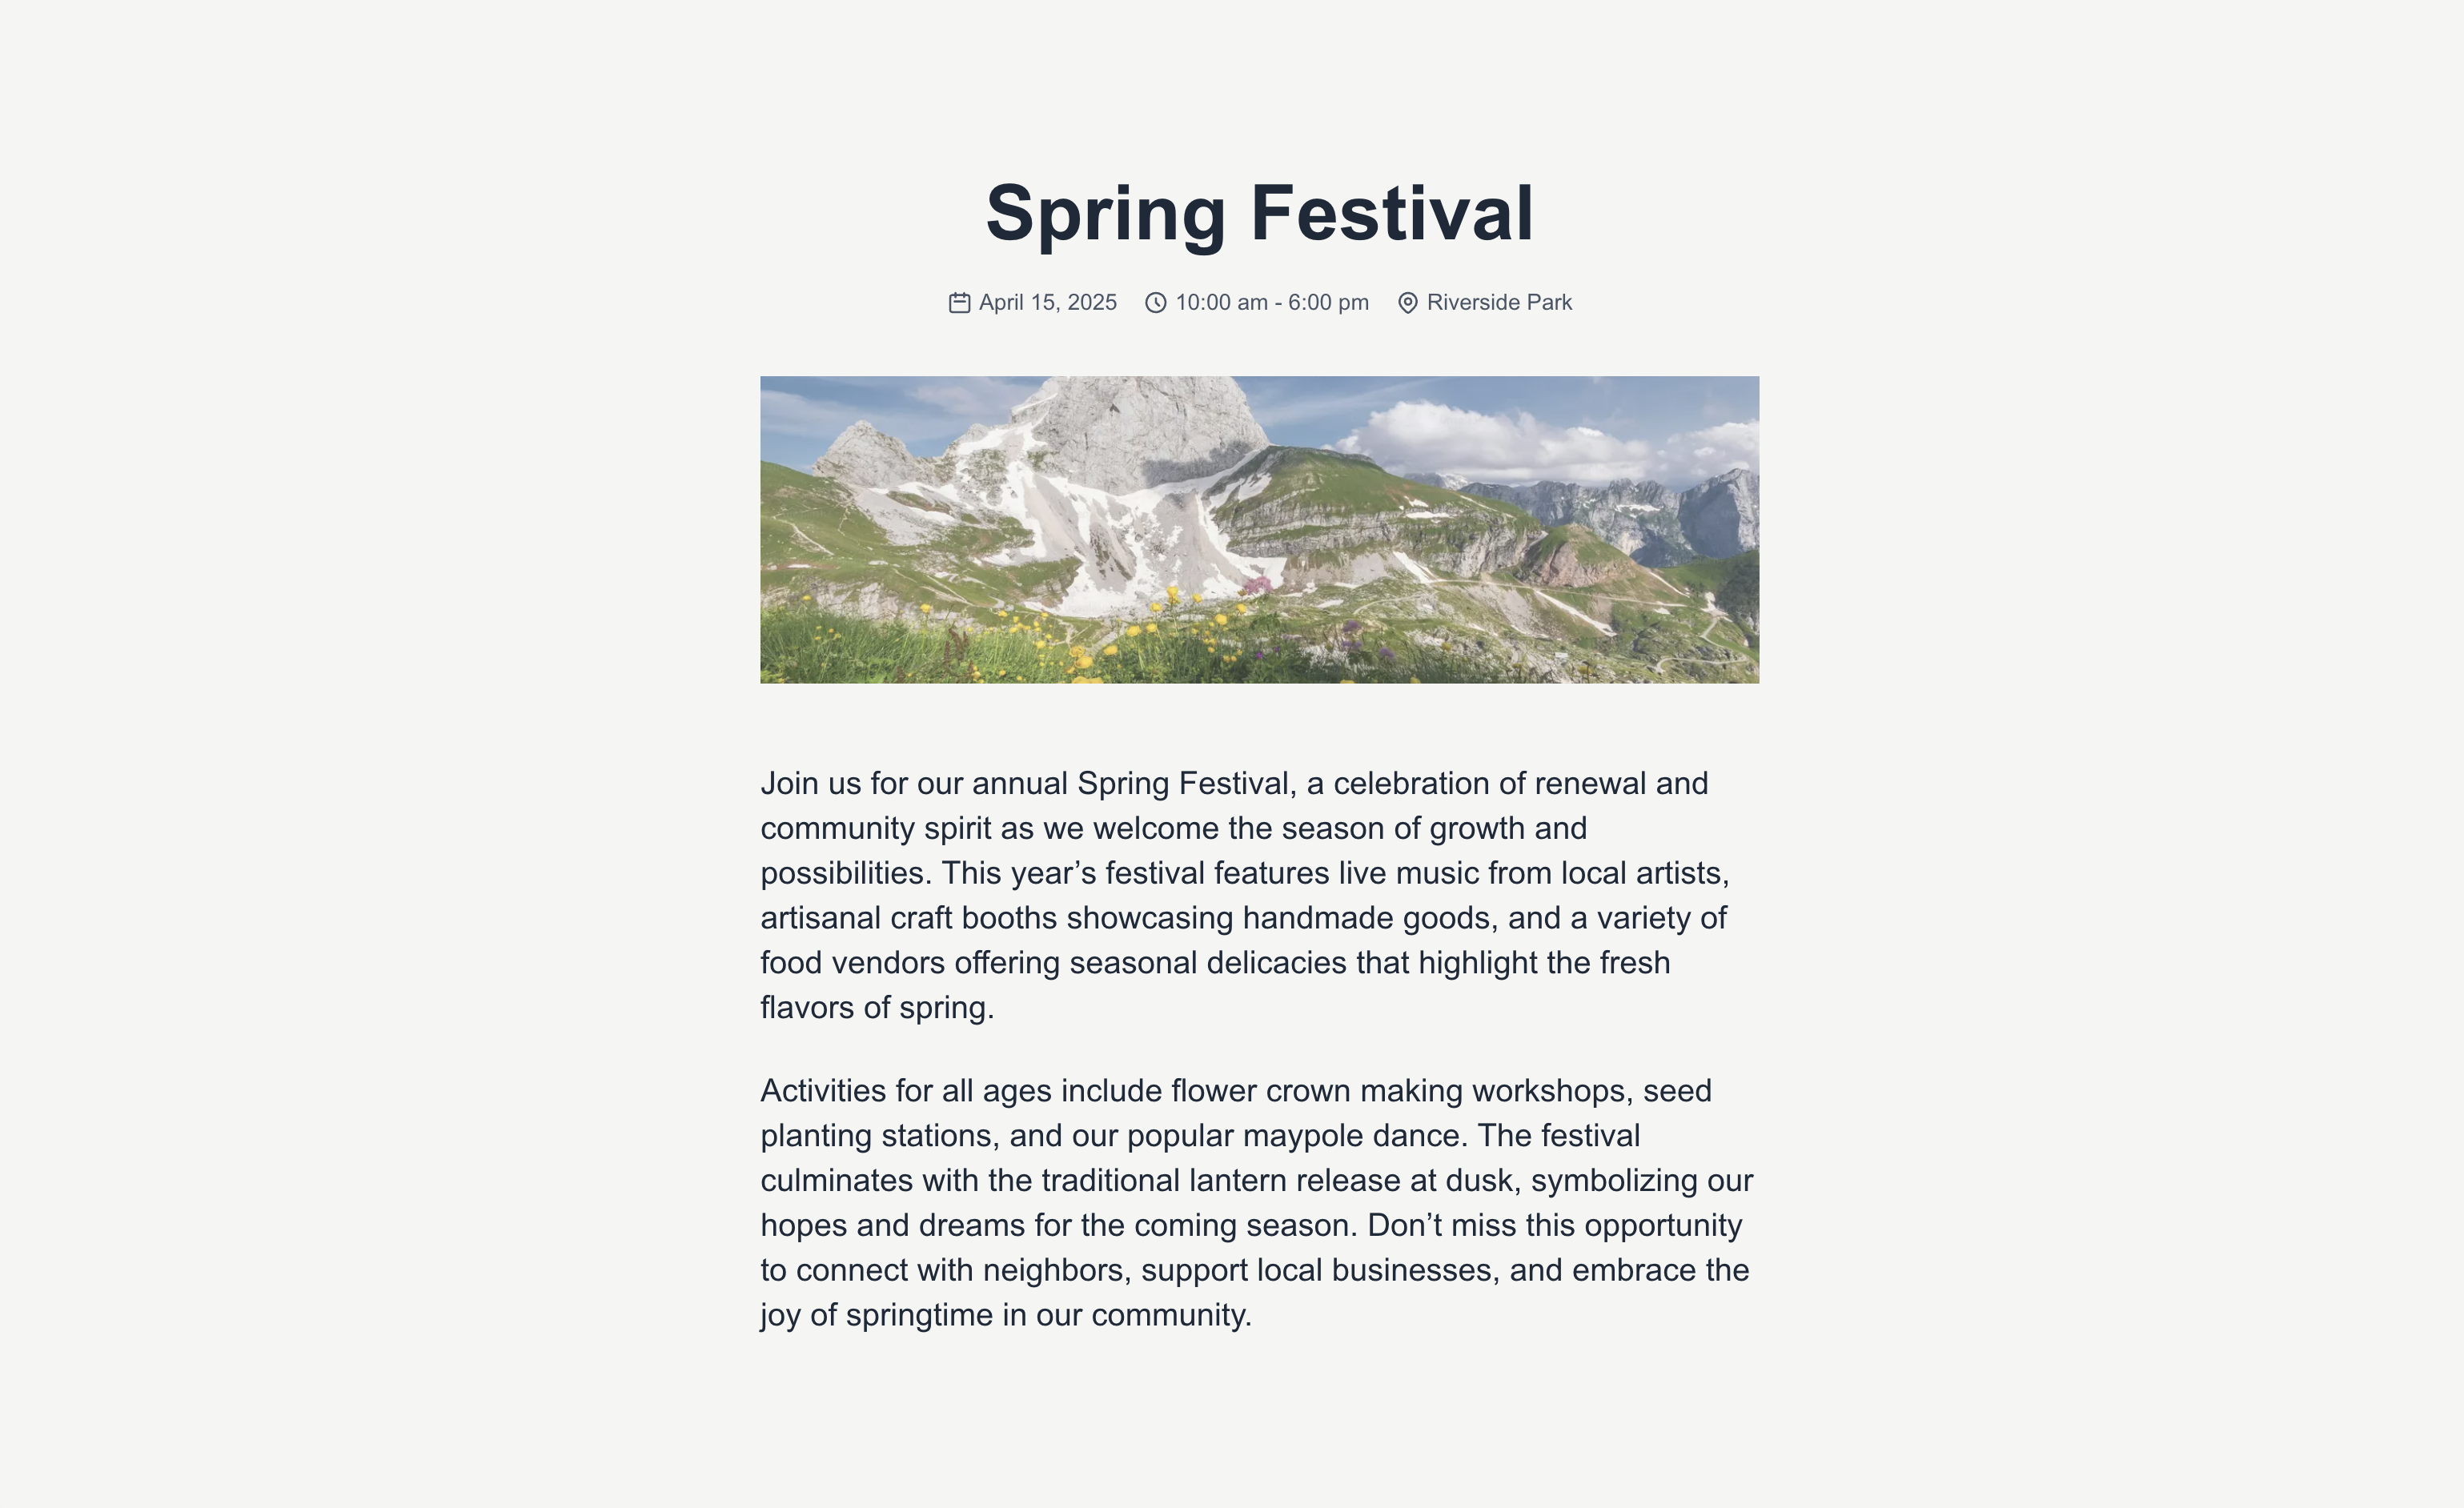 Spring Festival
April 15, 2025 10:00 am - 6:00 pm Riverside Park
Join us for our annual Spring Festival, a celebration of renewal and
community spirit as we welcome the season of growth and
possibilities. This year’s festival features live music from local artists,
artisanal craft booths showcasing handmade goods, and a variety of
food vendors offering seasonal delicacies that highlight the fresh
flavors of spring.
Activities for all ages include flower crown making workshops, seed
planting stations, and our popular maypole dance. The festival
culminates with the traditional lantern release at dusk, symbolizing our
hopes and dreams for the coming season. Don’t miss this opportunity
to connect with neighbors, support local businesses, and embrace the
joy of springtime in our community.